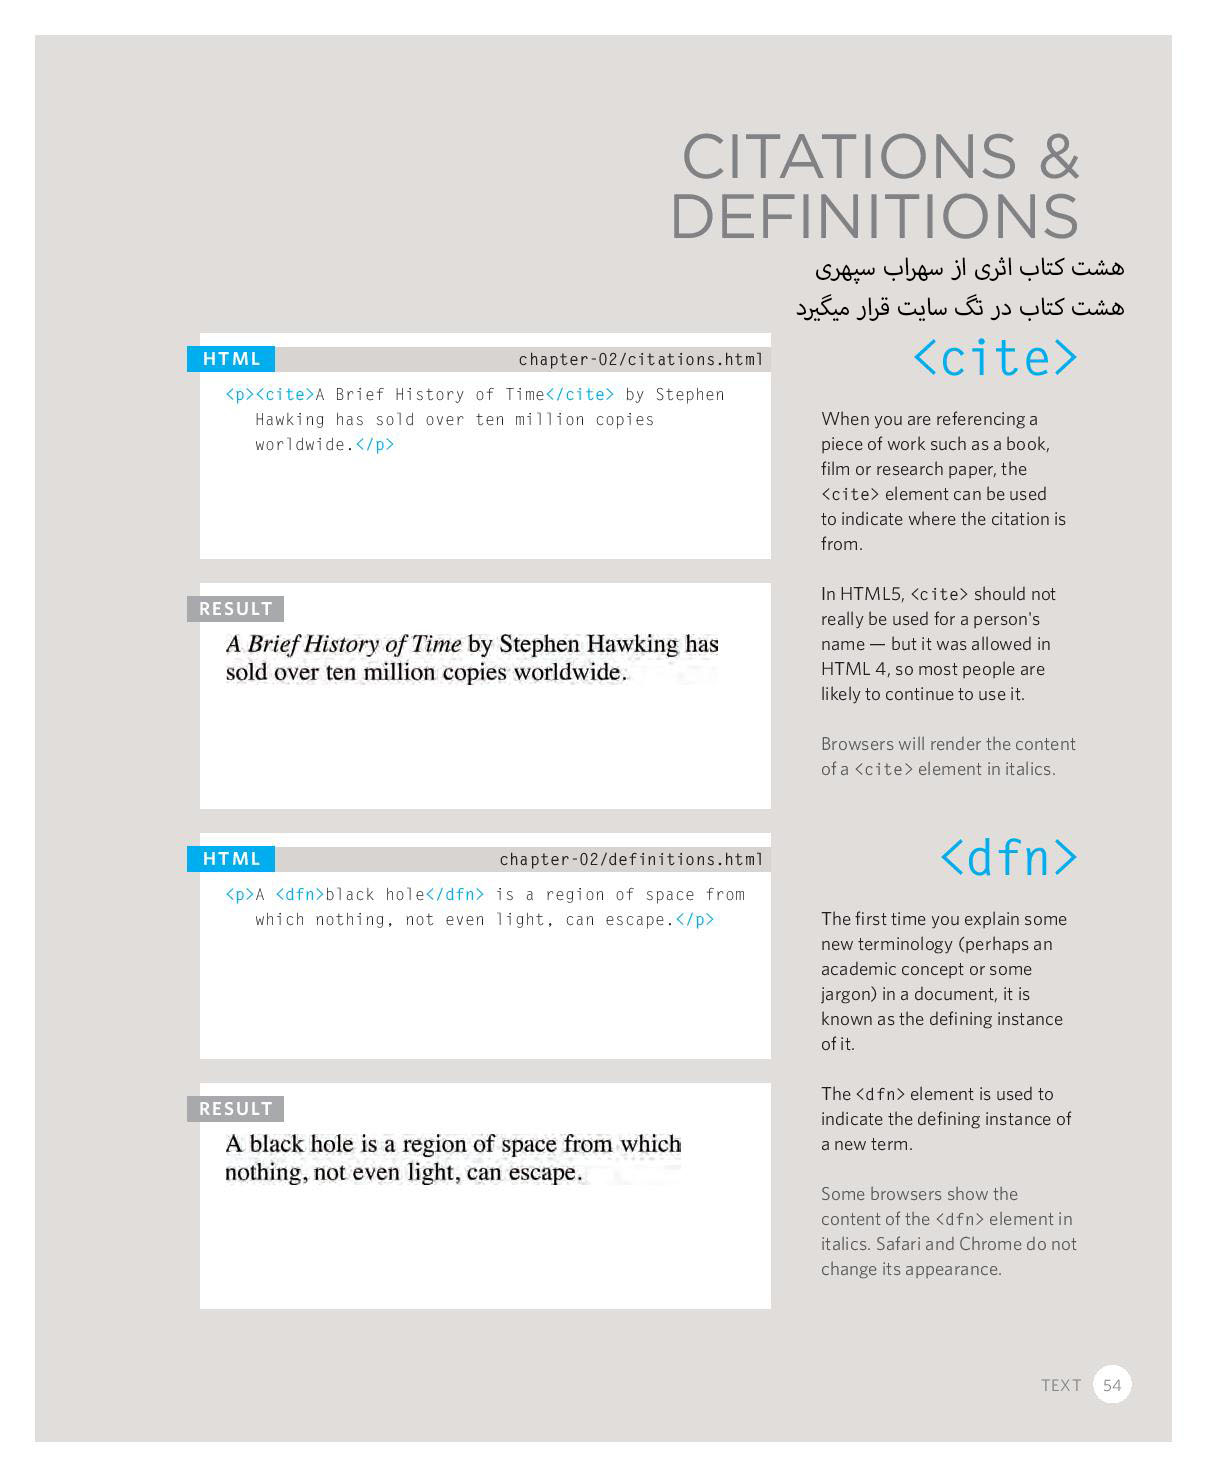 CITATIONS &
DEFINITIONS
هشت کتاب اثری از سهراب سپهری
هشت کتاب در تگ سایت قرار میگیرد
HTML
chapter-02/citations.html
<p><cite>A Brief History of Time</cite> by Stephen
Hawking has sold over ten million copies
worldwide.</p>
RESULT
A Brief History of Time by Stephen Hawking has
sold over ten million copies worldwide.
<cite>
When you are referencing a
piece of work such as a book,
film or research paper, the
<cite> element can be used
to indicate where the citation is
from.
In HTML5, <cite> should not
really be used for a person's
name — but it was allowed in
HTML 4, so most people are
likely to continue to use it.
Browsers will render the content
of a <cite> element in italics.
HTML
chapter-02/definitions.html
<p>A <dfn>black hole</dfn> is a region of space from
which nothing, not even light, can escape.</p>
RESULT
A black hole is a region of space from which
nothing, not even light, can escape.
<dfn>
The first time you explain some
new terminology (perhaps an
academic concept or some
jargon) in a document, it is
known as the defining instance
of it.
The <dfn> element is used to
indicate the defining instance of
a new term.
Some browsers show the
content of the <dfn> element in
italics. Safari and Chrome do not
change its appearance.
TEXT 54